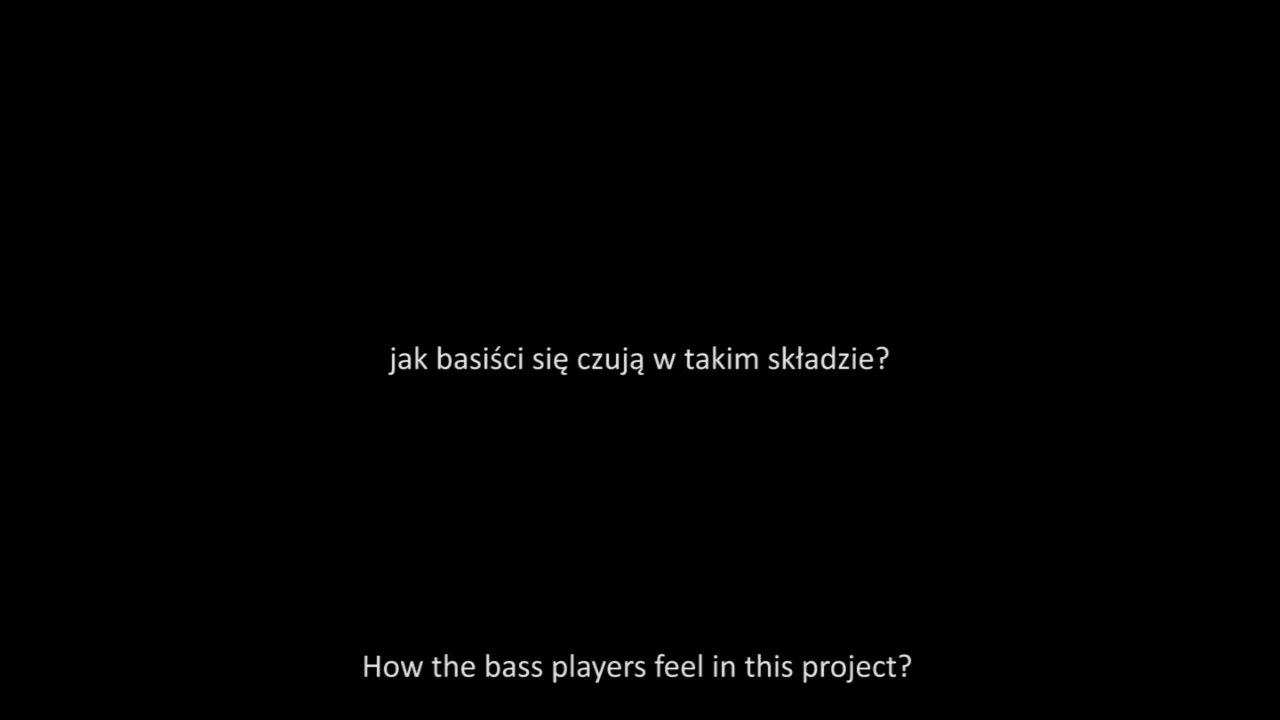 jak basiści się czują w takim składzie?
How the bass players feel in this project?